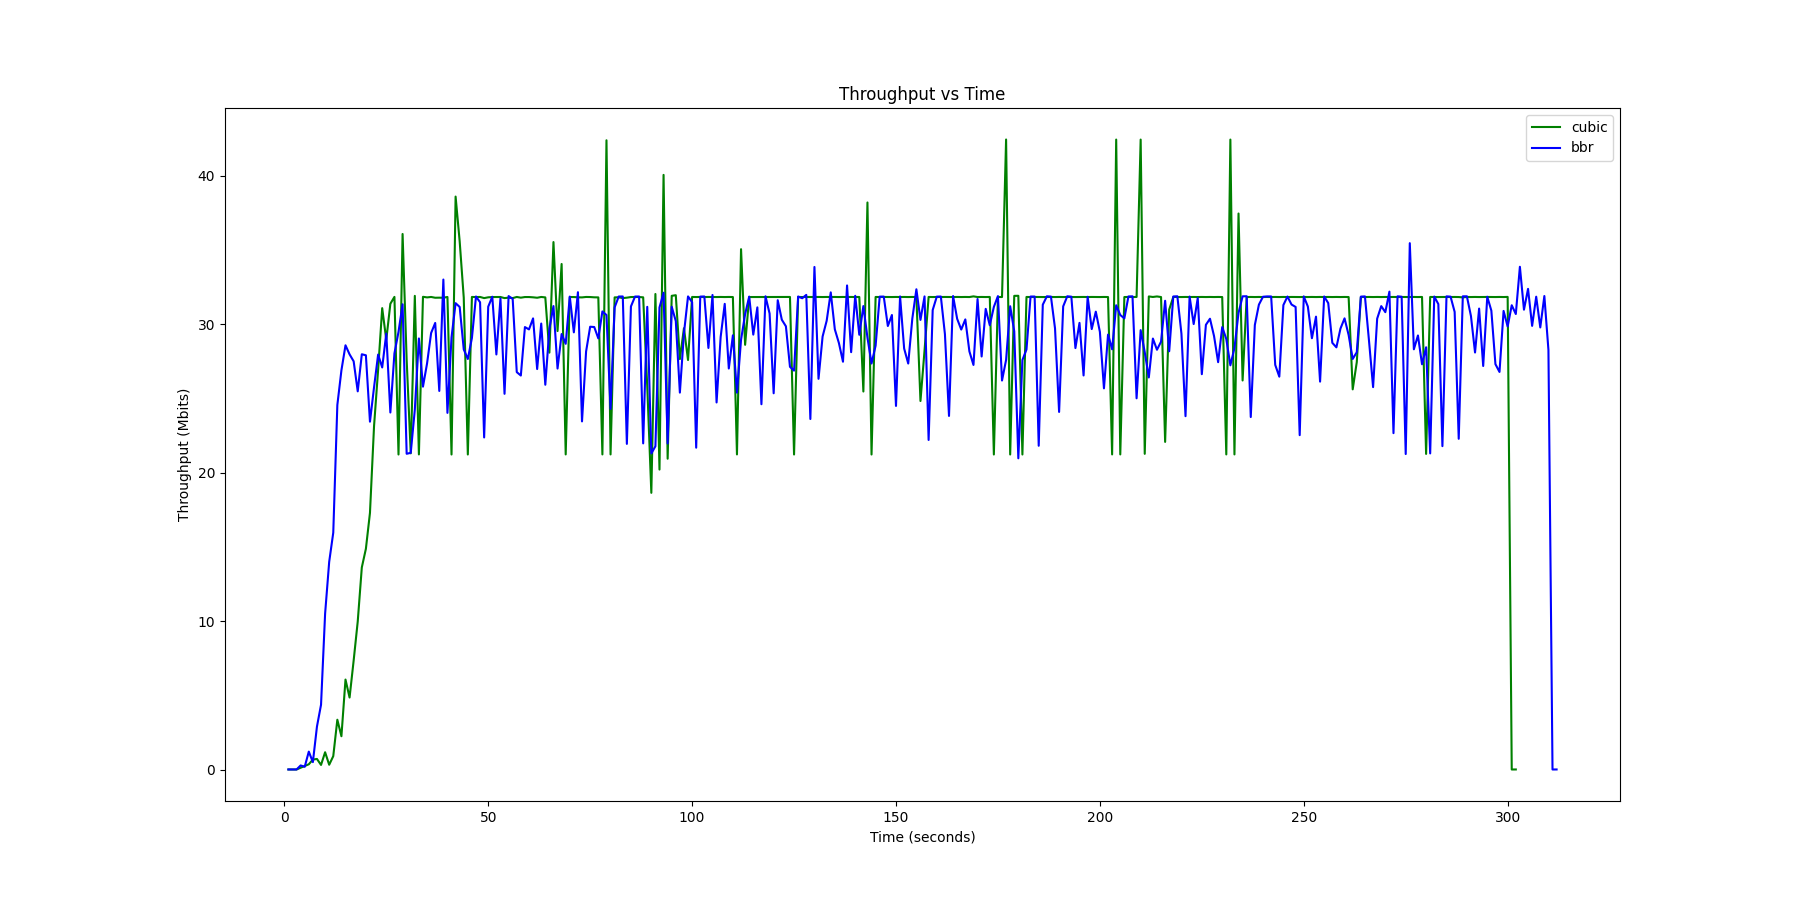 Throughput vs Time
cubic
bbr
Throughput (Mbits)
40
30
20
10
0
0 50 100 150 200 250 300
Time (seconds)